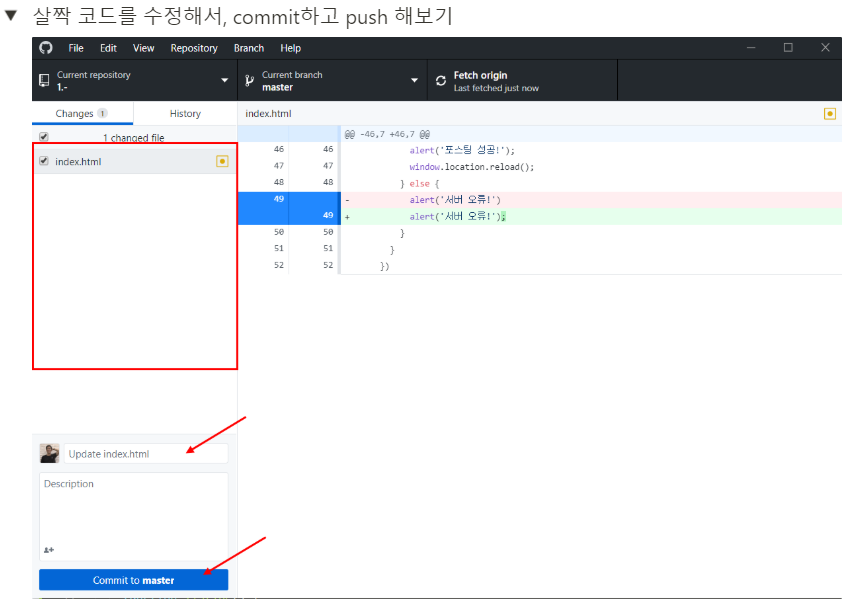 ▼ 살짝 코드를 수정해서, commit하고 push 해보기
File Edit View Repository Branch Help
Current repository
1.-
Current branch
master
Fetch origin
Last fetched just now
Changes 1 History
index.html
1 changed file
index.html
@@ -46,7 +46,7 @@
46 46 alert('포스팅 성공!');
47 47 window.location.reload();
48 48 } else {
49 - alert('서버 오류!')
49 + alert('서버 오류!');
50 50 }
51 51 }
52 52 })
Update index.html
Description
Commit to master